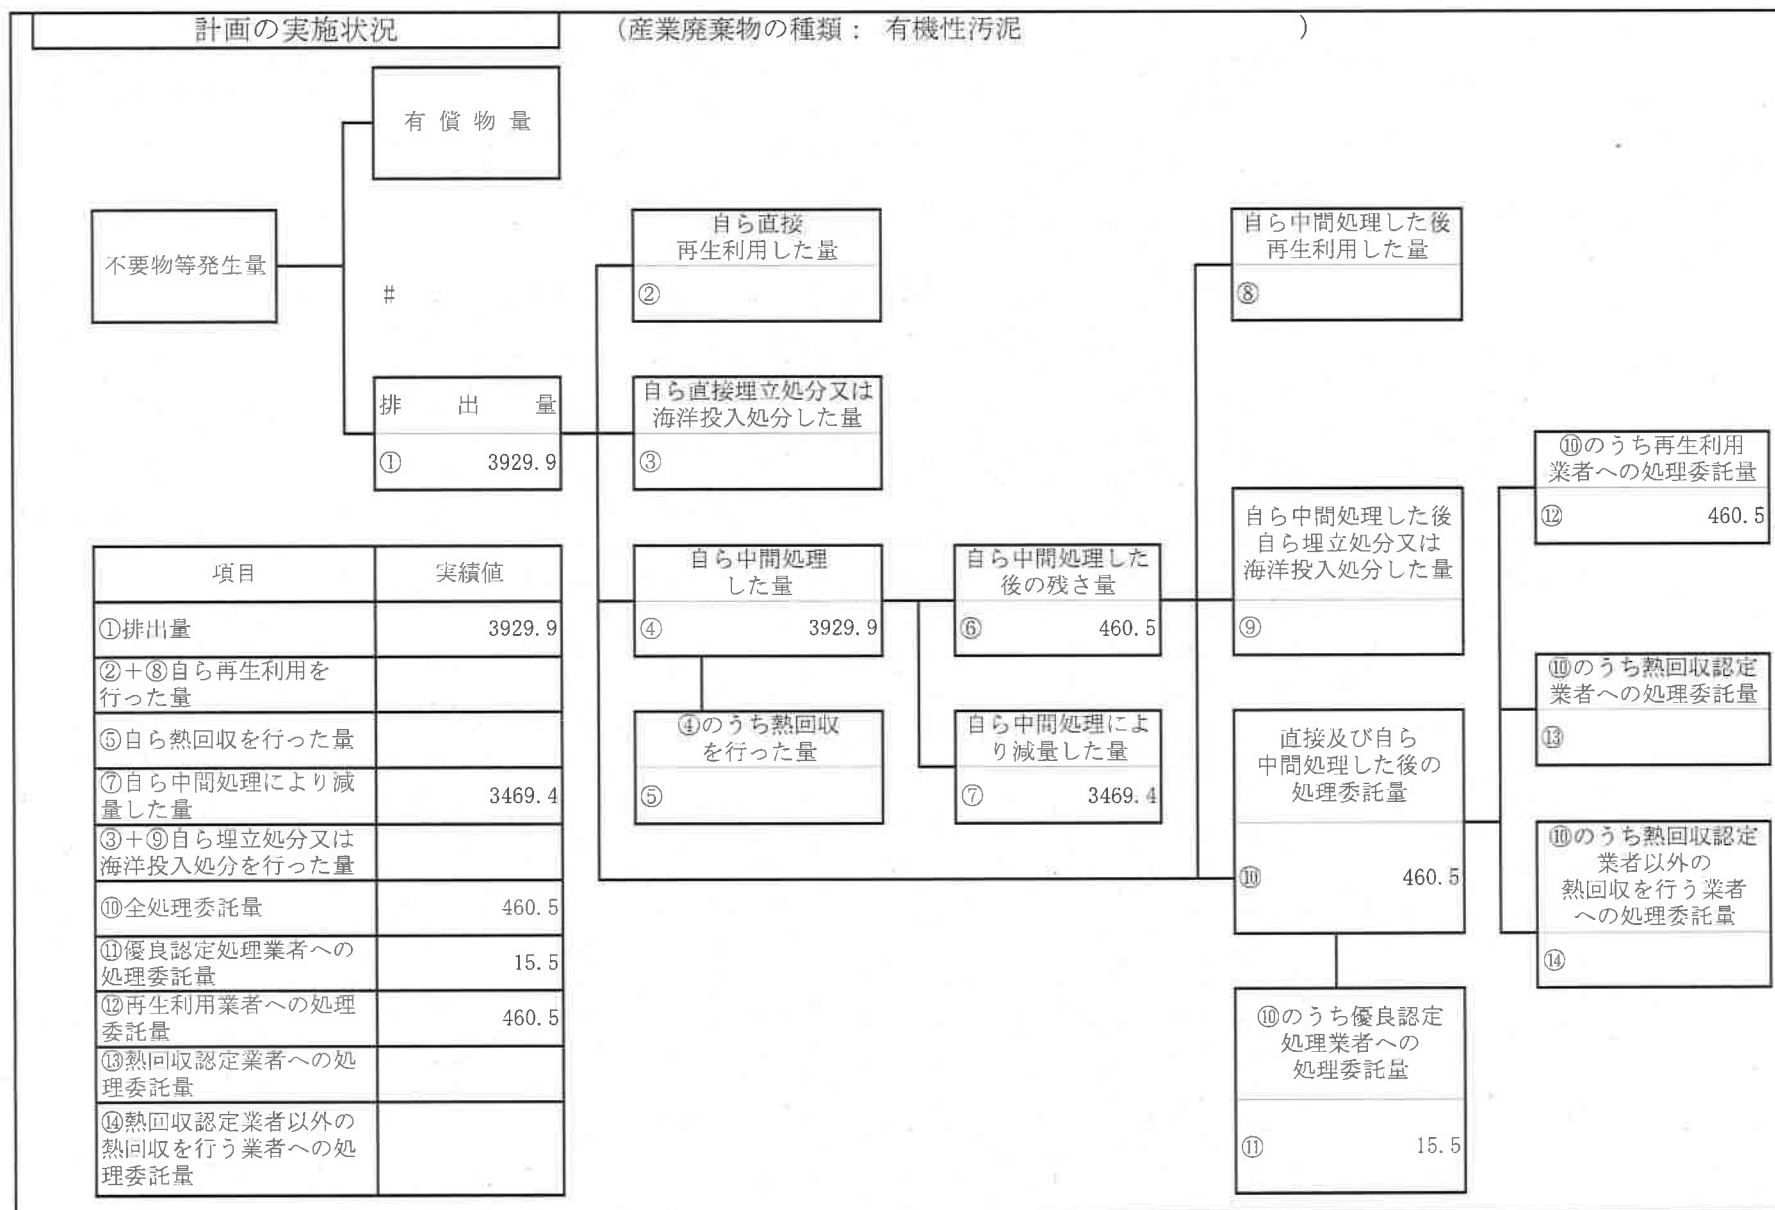 計画の実施状況
(産業廃棄物の種類： 有機性汚泥 )
有償物量
不要物等発生量
#
排出量
① 3929.9
自ら直接
再生利用した量
②
自ら直接埋立処分又は
海洋投入処分した量
③
自ら中間処理
した量
④ 3929.9
④のうち熱回収
を行った量
⑤
自ら中間処理した
後の残さ量
⑥ 460.5
自ら中間処理によ
り減量した量
⑦ 3469.4
自ら中間処理した後
再生利用した量
⑧
自ら中間処理した後
自ら埋立処分又は
海洋投入処分した量
⑨
直接及び自ら
中間処理した後の
処理委託量
⑩ 460.5
⑩のうち優良認定
処理業者への
処理委託量
⑪ 15.5
⑩のうち再生利用
業者への処理委託量
⑫ 460.5
⑩のうち熱回収認定
業者への処理委託量
⑬
⑩のうち熱回収認定
業者以外の
熱回収を行う業者
への処理委託量
⑭
項目 実績値
①排出量 3929.9
②＋⑧自ら再生利用を
行った量
⑤自ら熱回収を行った量
⑦自ら中間処理により減
量した量 3469.4
③＋⑨自ら埋立処分又は
海洋投入処分を行った量
⑩全処理委託量 460.5
⑪優良認定処理業者への
処理委託量 15.5
⑫再生利用業者への処理
委託量 460.5
⑬熱回収認定業者への処
理委託量
⑭熱回収認定業者以外の
熱回収を行う業者への処
理委託量